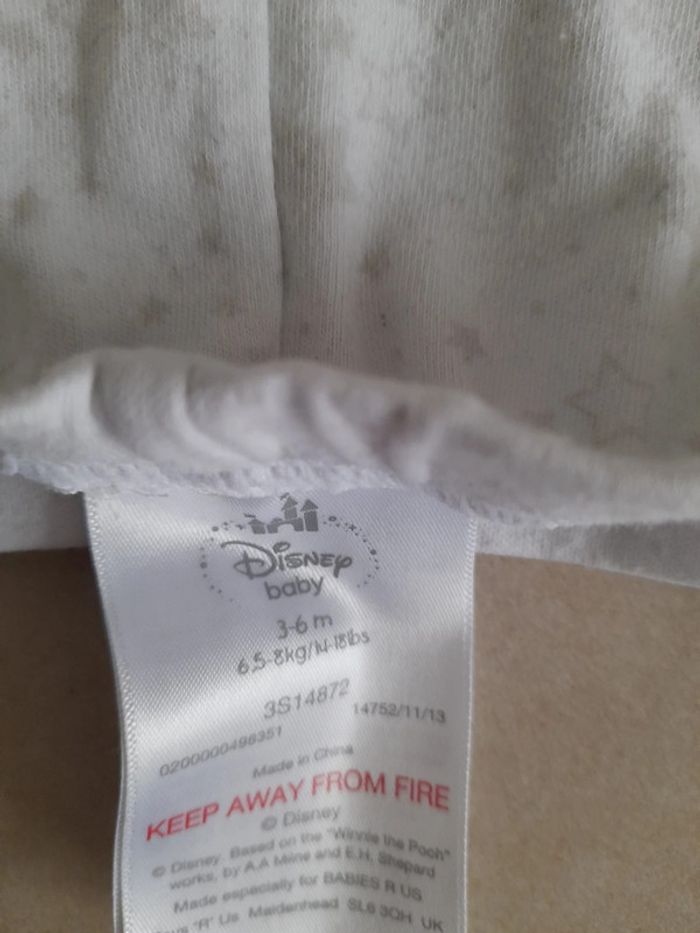 Disney
baby
3-6 m
6,5-8kg/14-18lbs
3S14872
14752/11/13
0200000498351
Made in China
KEEP AWAY FROM FIRE
© Disney
© Disney. Based on the "Winnie the Pooh"
works, by A.A Milne and E.H. Shepard
Made especially for BABIES R US
"R" Us Maidenhead SL6 3QH UK